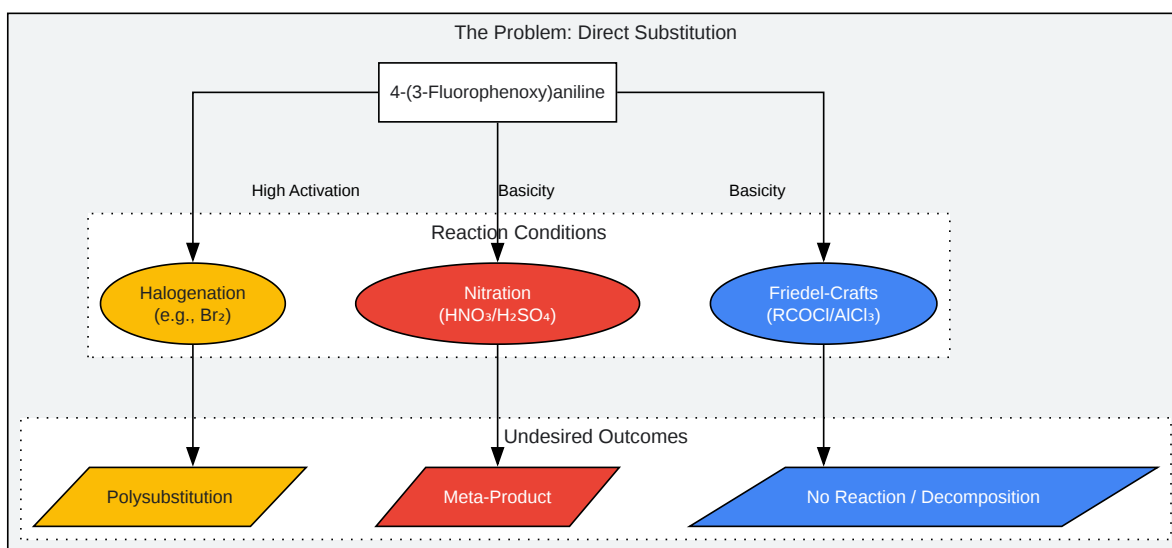 The Problem: Direct Substitution
4-(3-Fluorophenoxy)aniline
High Activation
Basicity
Basicity
Reaction Conditions
Halogenation
(e.g., Br₂)
Nitration
(HNO₃/H₂SO₄)
Friedel-Crafts
(RCOCl/AlCl₃)
Undesired Outcomes
Polysubstitution
Meta-Product
No Reaction / Decomposition